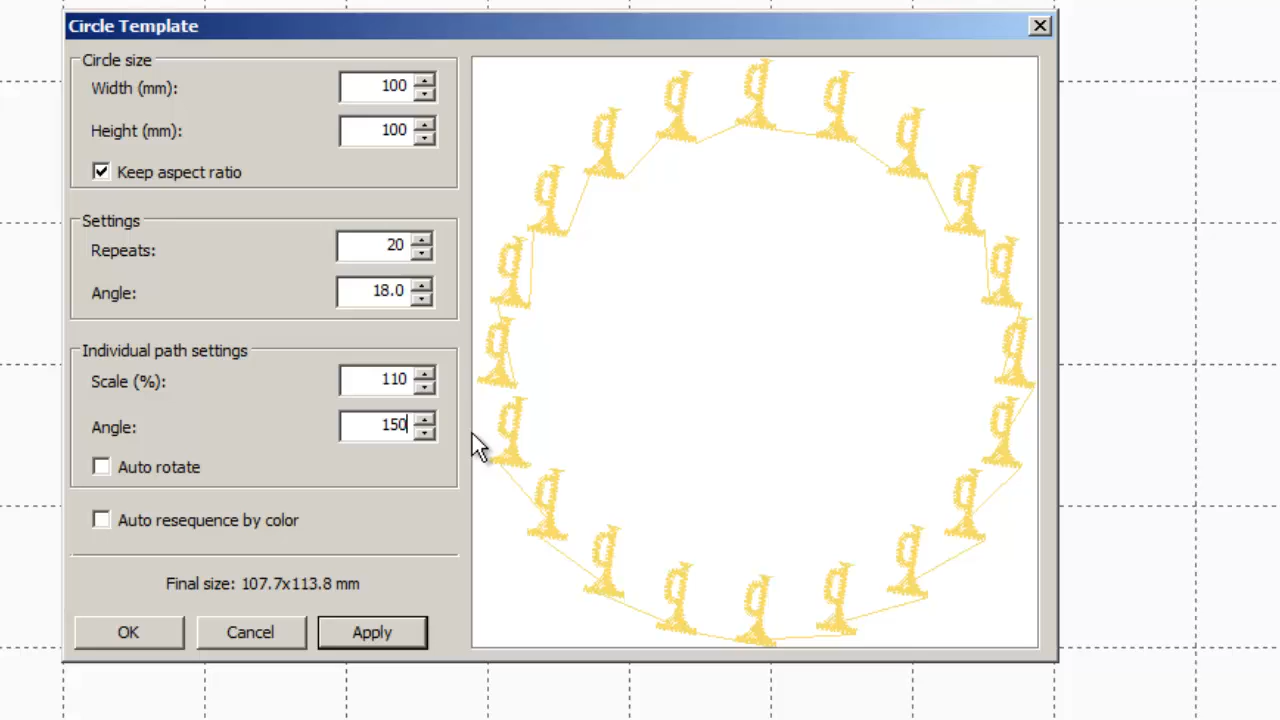 Circle Template
Circle size
Width (mm): 100
Height (mm): 100
Keep aspect ratio
Settings
Repeats: 20
Angle: 18.0
Individual path settings
Scale (%): 110
Angle: 150
Auto rotate
Auto resequence by color
Final size: 107.7x113.8 mm
OK Cancel Apply